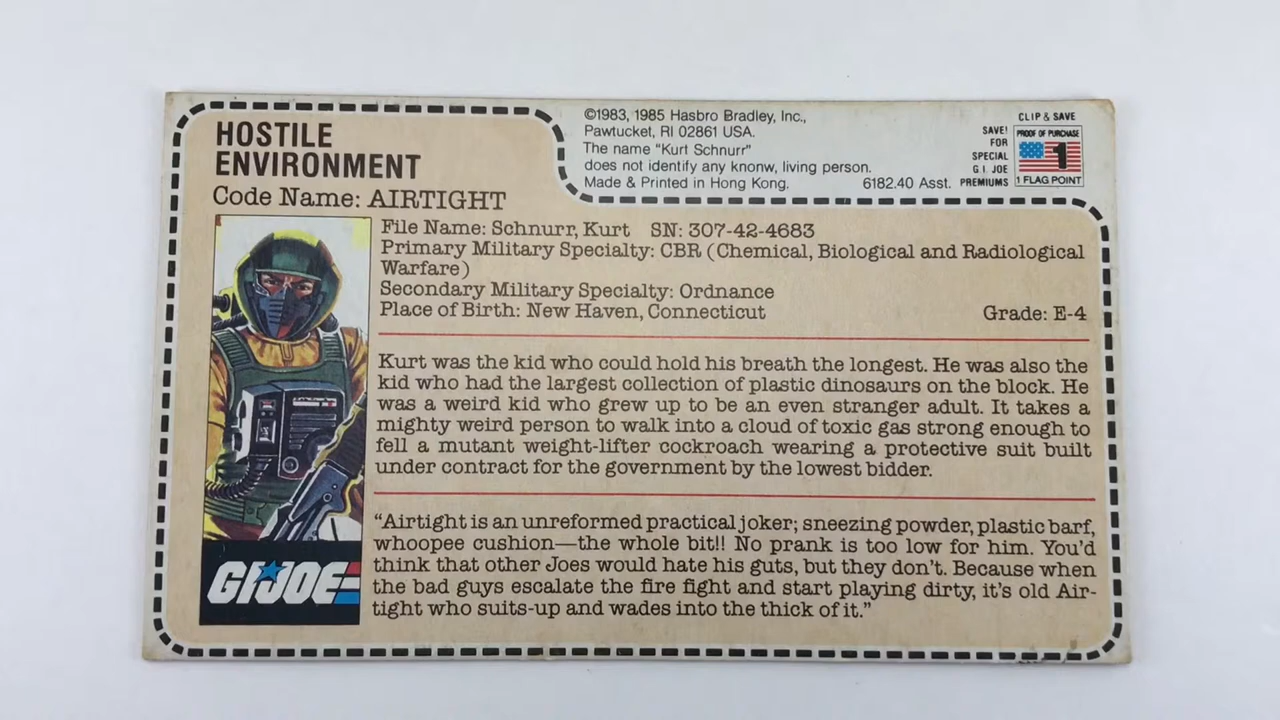 HOSTILE
ENVIRONMENT
Code Name: AIRTIGHT
©1983, 1985 Hasbro Bradley, Inc.,
Pawtucket, RI 02861 USA.
The name “Kurt Schnurr”
does not identify any knonw, living person.
Made & Printed in Hong Kong.
6182.40 Asst.
CLIP & SAVE
SAVE!
FOR
SPECIAL
G.I. JOE
PREMIUMS
PROOF OF PURCHASE
1
1 FLAG POINT
File Name: Schnurr, Kurt SN: 307-42-4683
Primary Military Specialty: CBR (Chemical, Biological and Radiological
Warfare)
Secondary Military Specialty: Ordnance
Place of Birth: New Haven, Connecticut Grade: E-4
Kurt was the kid who could hold his breath the longest. He was also the
kid who had the largest collection of plastic dinosaurs on the block. He
was a weird kid who grew up to be an even stranger adult. It takes a
mighty weird person to walk into a cloud of toxic gas strong enough to
fell a mutant weight-lifter cockroach wearing a protective suit built
under contract for the government by the lowest bidder.
“Airtight is an unreformed practical joker; sneezing powder, plastic barf,
whoopee cushion—the whole bit!! No prank is too low for him. You’d
think that other Joes would hate his guts, but they don’t. Because when
the bad guys escalate the fire fight and start playing dirty, it’s old Air-
tight who suits-up and wades into the thick of it.”
GI JOE